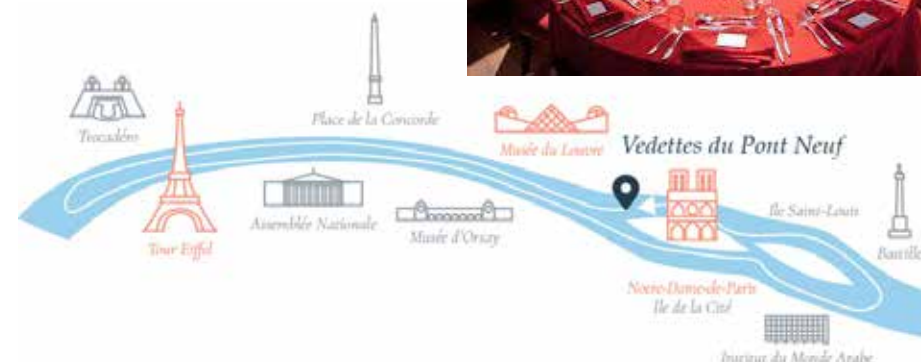 Place de la Concorde
Trocadéro
Musée du Louvre
Vedettes du Pont Neuf
Assemblée Nationale
Musée d'Orsay
Ile Saint-Louis
Tour Eiffel
Bastille
Notre-Dame-de-Paris
Ile de la Cité
Institut du Monde Arabe